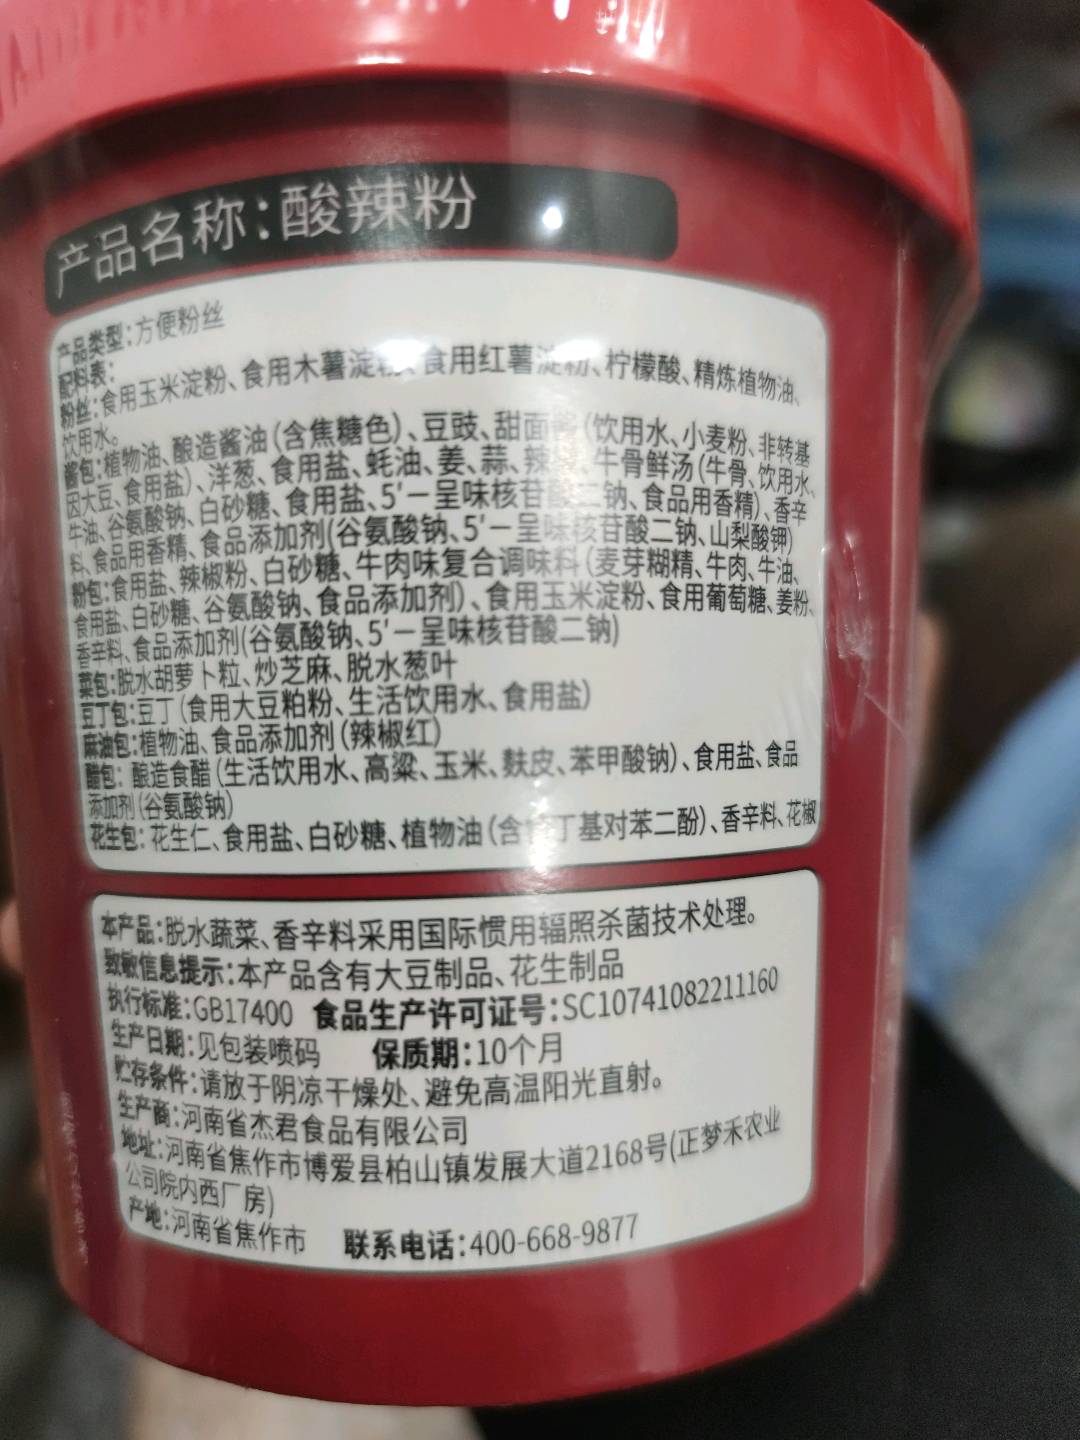 产品名称:酸辣粉
产品类型:方便粉丝
配料表:
粉丝:食用玉米淀粉、食用木薯淀粉、食用红薯淀粉、柠檬酸、精炼植物油、
饮用水。
酱包:植物油、酿造酱油(含焦糖色)、豆豉、甜面酱(饮用水、小麦粉、非转基
因大豆、食用盐)、洋葱、食用盐、蚝油、姜、蒜、辣 、牛骨鲜汤(牛骨、饮用水、
牛油、谷氨酸钠、白砂糖、食用盐、5'-呈味核苷酸二钠、食品用香精)、香辛
料、食品用香精、食品添加剂(谷氨酸钠、5'-呈味核苷酸二钠、山梨酸钾)
粉包:食用盐、辣椒粉、白砂糖、牛肉味复合调味料(麦芽糊精、牛肉、牛油、
食用盐、白砂糖、谷氨酸钠、食品添加剂)、食用玉米淀粉、食用葡萄糖、姜粉、
香辛料、食品添加剂(谷氨酸钠、5'-呈味核苷酸二钠)
菜包:脱水胡萝卜粒、炒芝麻、脱水葱叶
豆丁包:豆丁(食用大豆粕粉、生活饮用水、食用盐)
麻油包:植物油、食品添加剂(辣椒红)
醋包:酿造食醋(生活饮用水、高粱、玉米、麸皮、苯甲酸钠)、食用盐、食品
添加剂(谷氨酸钠)
花生包:花生仁、食用盐、白砂糖、植物油(含 丁基对苯二酚)、香辛料、花椒
本产品:脱水蔬菜、香辛料采用国际惯用辐照杀菌技术处理。
致敏信息提示:本产品含有大豆制品、花生制品
执行标准:GB17400 食品生产许可证号:SC10741082211160
生产日期:见包装喷码 保质期:10个月
贮存条件:请放于阴凉干燥处、避免高温阳光直射。
生产商:河南省杰君食品有限公司
地址:河南省焦作市博爱县柏山镇发展大道2168号(正梦禾农业
公司院内西厂房)
产地:河南省焦作市 联系电话:400-668-9877